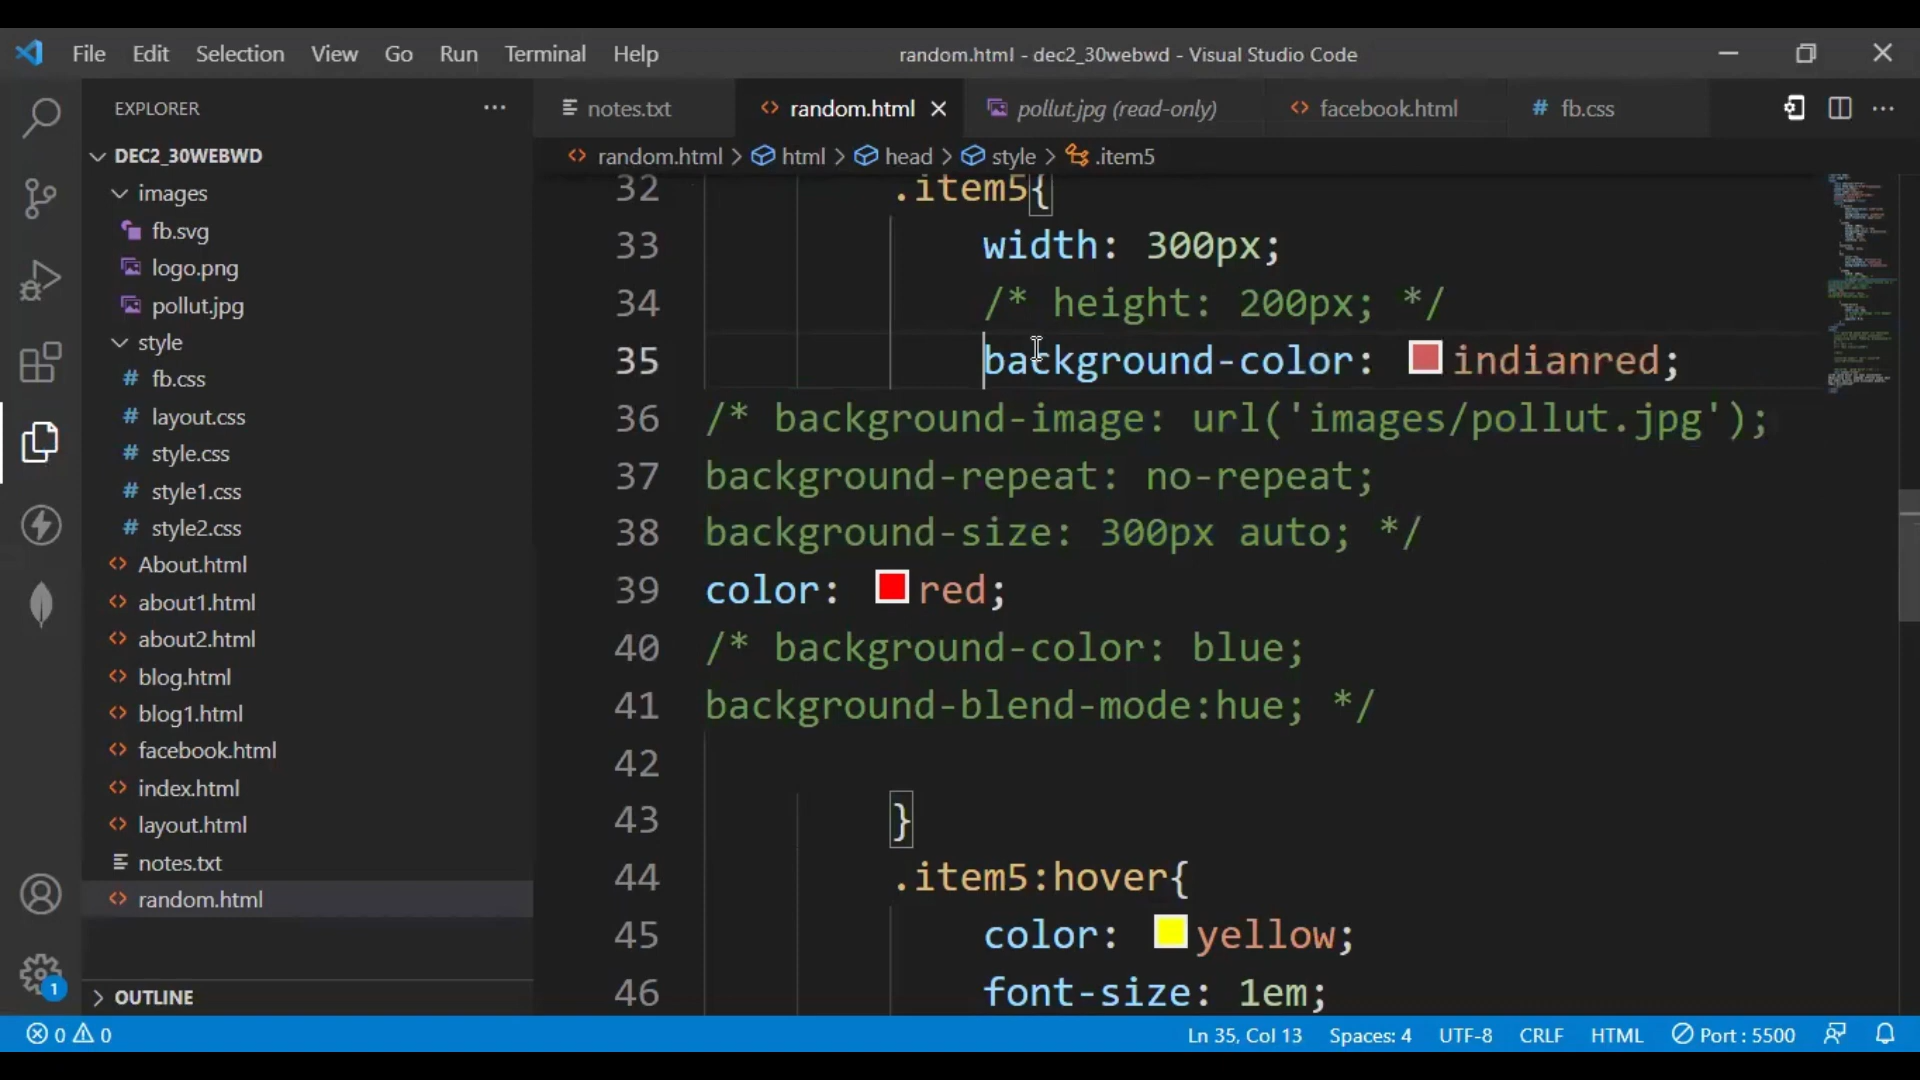 File Edit Selection View Go Run Terminal Help random.html - dec2_30webwd - Visual Studio Code
EXPLORER ···
notes.txt random.html pollut.jpg (read-only) facebook.html # fb.css ···
random.html > html > head > style > .item5
DEC2_30WEBWD
images
fb.svg
logo.png
pollut.jpg
style
# fb.css
# layout.css
# style.css
# style1.css
# style2.css
<> About.html
<> about1.html
<> about2.html
<> blog.html
<> blog1.html
<> facebook.html
<> index.html
<> layout.html
notes.txt
<> random.html
OUTLINE
32 .item5{
33 width: 300px;
34 /* height: 200px; */
35 background-color: indianred;
36 /* background-image: url('images/pollut.jpg');
37 background-repeat: no-repeat;
38 background-size: 300px auto; */
39 color: red;
40 /* background-color: blue;
41 background-blend-mode:hue; */
42
43 }
44 .item5:hover{
45 color: yellow;
46 font-size: 1em;
1
0 0 Ln 35, Col 13 Spaces: 4 UTF-8 CRLF HTML Port : 5500